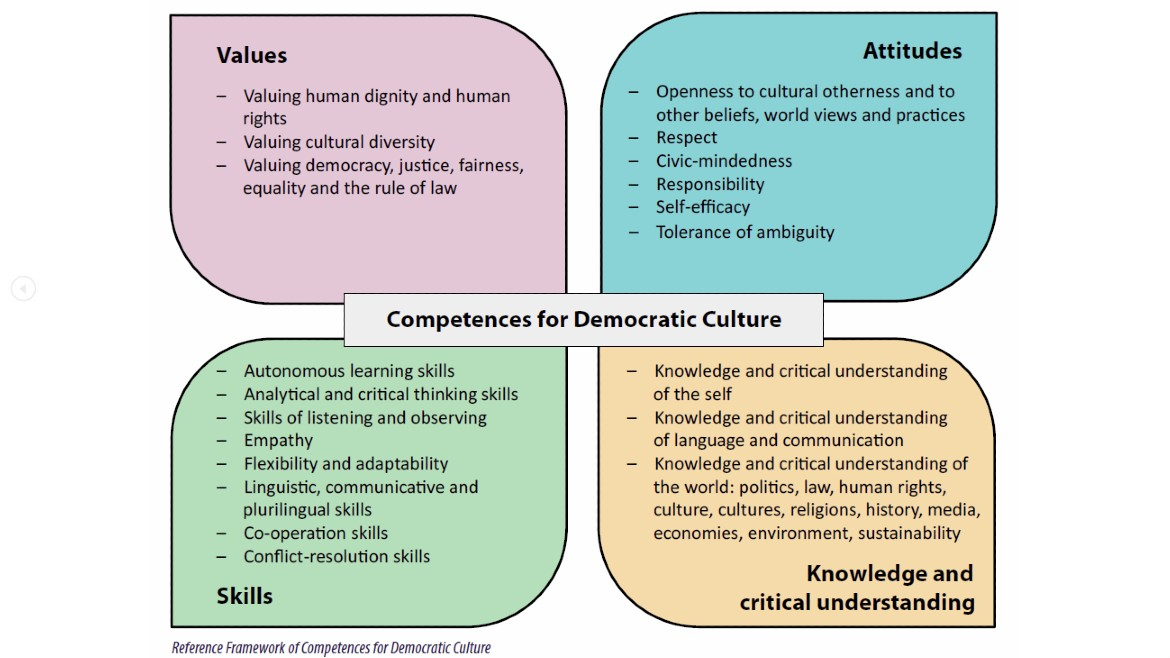 Values
– Valuing human dignity and human
rights
– Valuing cultural diversity
– Valuing democracy, justice, fairness,
equality and the rule of law
Attitudes
– Openness to cultural otherness and to
other beliefs, world views and practices
– Respect
– Civic-mindedness
– Responsibility
– Self-efficacy
– Tolerance of ambiguity
Competences for Democratic Culture
– Autonomous learning skills
– Analytical and critical thinking skills
– Skills of listening and observing
– Empathy
– Flexibility and adaptability
– Linguistic, communicative and
plurilingual skills
– Co-operation skills
– Conflict-resolution skills
Skills
– Knowledge and critical understanding
of the self
– Knowledge and critical understanding
of language and communication
– Knowledge and critical understanding of
the world: politics, law, human rights,
culture, cultures, religions, history, media,
economies, environment, sustainability
Knowledge and
critical understanding
Reference Framework of Competences for Democratic Culture